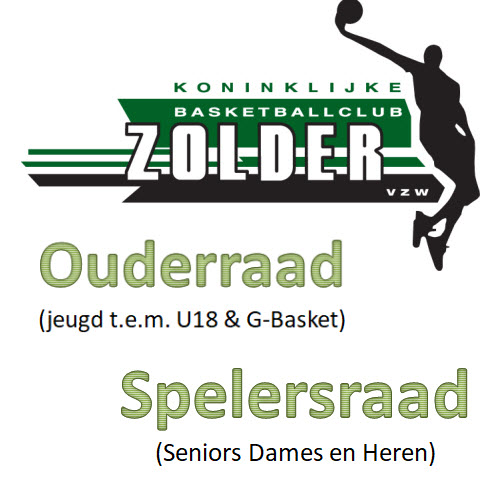 KONINKLIJKE
BASKETBALLCLUB
ZOLDER
VZW
Ouderraad
(jeugd t.e.m. U18 & G-Basket)
Spelersraad
(Seniors Dames en Heren)